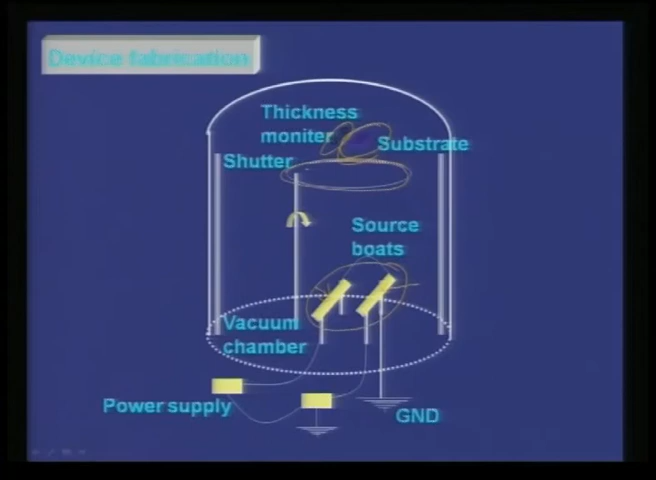 Device fabrication
Thickness
moniter
Substrate
Shutter
Source
boats
Vacuum
chamber
Power supply
GND